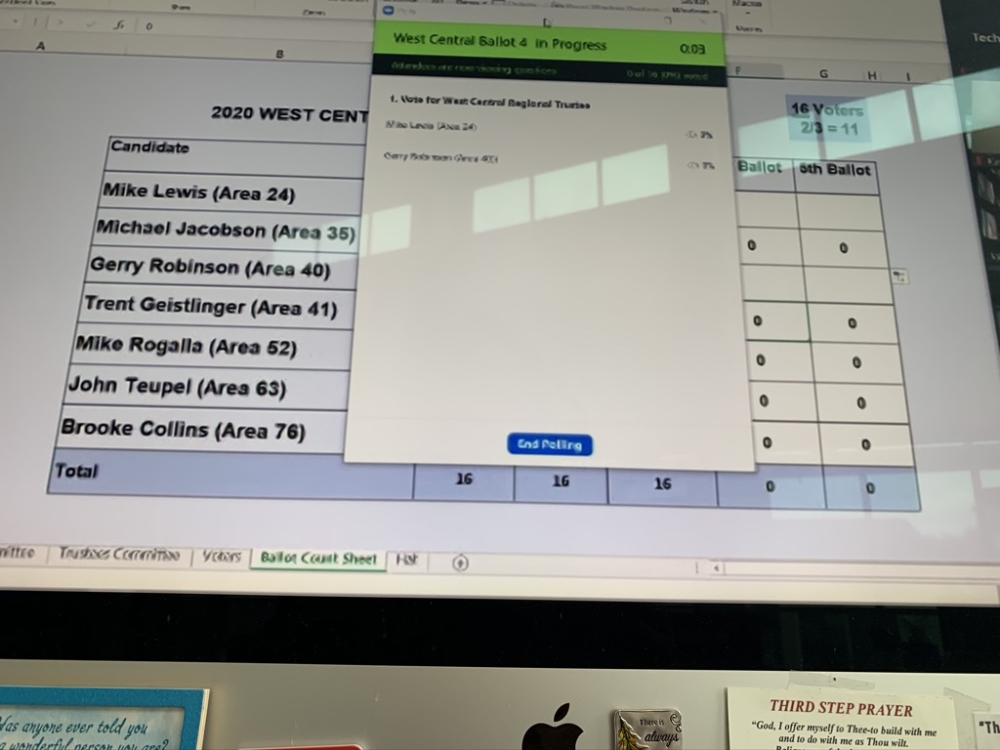 A
B
F
G
H
I
Tech
West Central Ballot 4 in Progress
0:03
Attendees are now viewing questions
1. Vote for West Central Regional Trustee
Mike Lewis (Area 24)
Gerry Robinson (Area 40)
End Polling
2020 WEST CENT
16 Voters
2/3 = 11
Candidate
Ballot
5th Ballot
Mike Lewis (Area 24)
Michael Jacobson (Area 35)
0
0
Gerry Robinson (Area 40)
Trent Geistlinger (Area 41)
0
0
Mike Rogalla (Area 52)
0
0
John Teupel (Area 63)
0
0
Brooke Collins (Area 76)
0
0
Total
16
16
16
0
0
Trustees Committee
Voters
Ballot Count Sheet
Hat
Has anyone ever told you
a wonderful person you are?
There is
always
THIRD STEP PRAYER
"God, I offer myself to Thee-to build with me
and to do with me as Thou wilt.
"Th